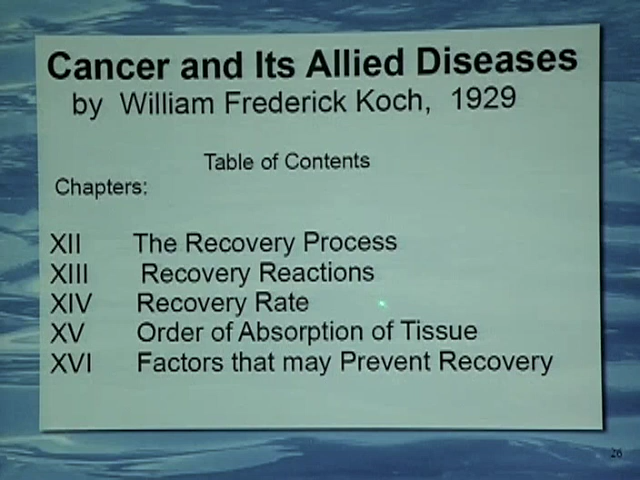 Cancer and Its Allied Diseases
by William Frederick Koch, 1929
Table of Contents
Chapters:
XII The Recovery Process
XIII Recovery Reactions
XIV Recovery Rate
XV Order of Absorption of Tissue
XVI Factors that may Prevent Recovery
26